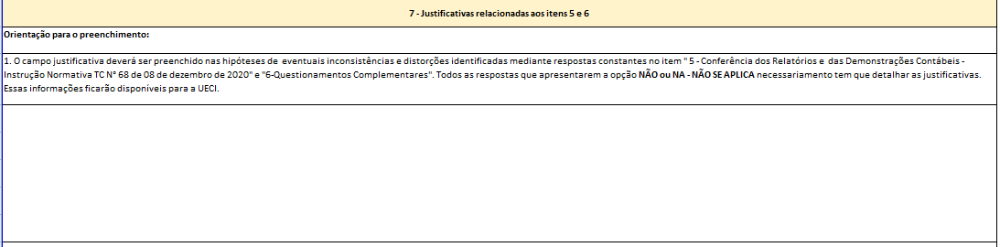 7 - Justificativas relacionadas aos itens 5 e 6
Orientação para o preenchimento:
1. O campo justificativa deverá ser preenchido nas hipóteses de eventuais inconsistências e distorções identificadas mediante respostas constantes no item " 5 - Conferência dos Relatórios e das Demonstrações Contábeis -
Instrução Normativa TC N° 68 de 08 de dezembro de 2020" e "6-Questionamentos Complementares". Todos as respostas que apresentarem a opção NÃO ou NA - NÃO SE APLICA necessariamento tem que detalhar as justificativas.
Essas informações ficarão disponíveis para a UECI.